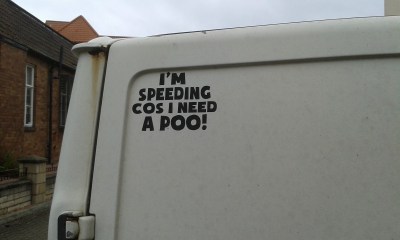 I'M
SPEEDING
COS I NEED
A POO!